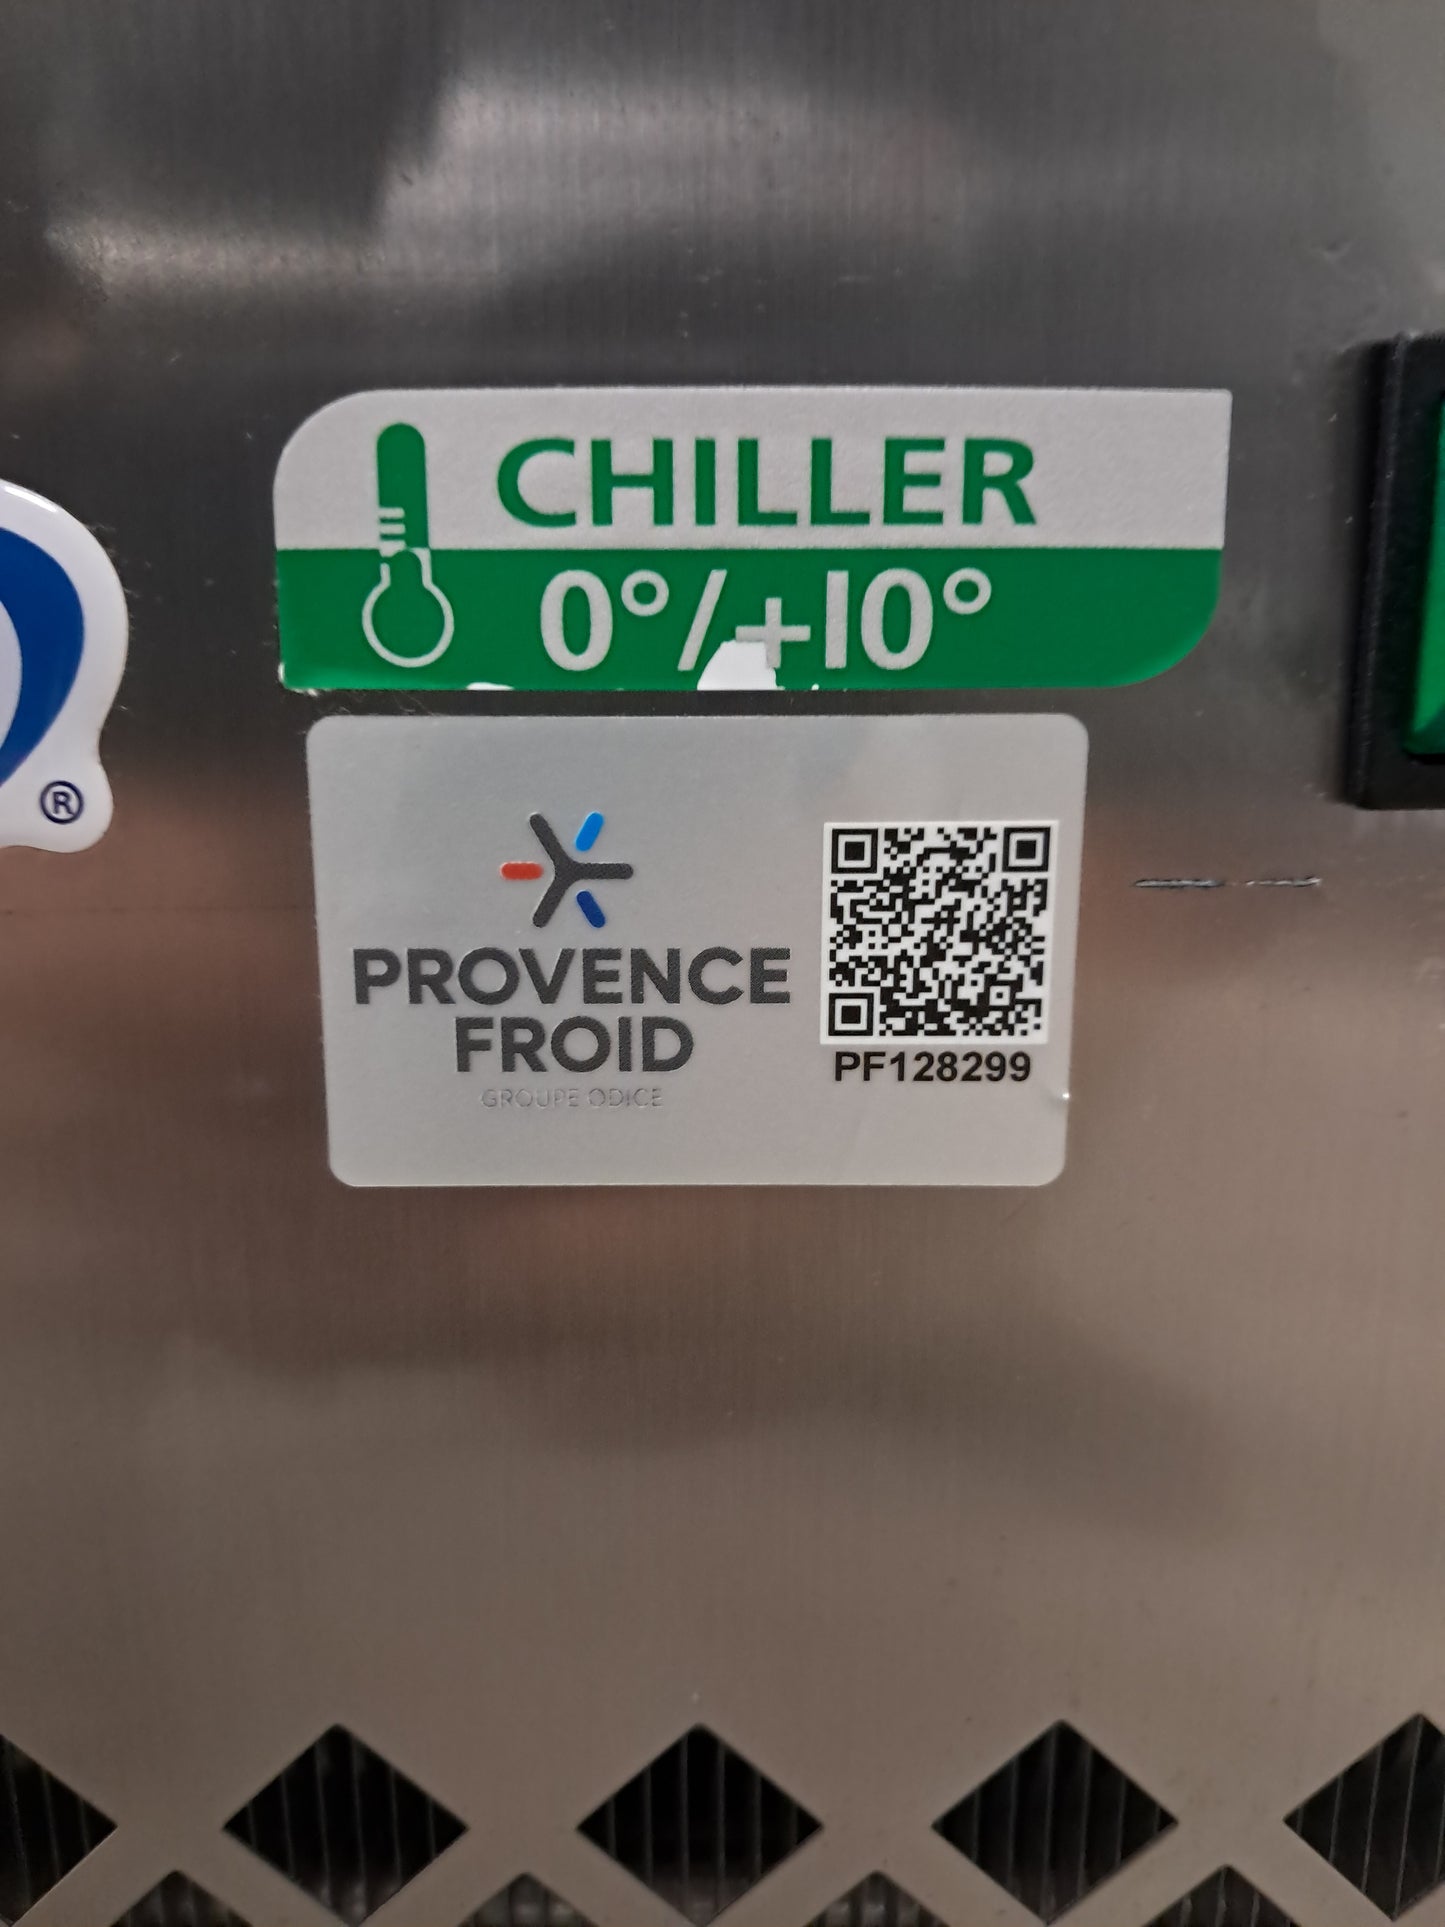 CHILLER
0°/+10°
®
PROVENCE
FROID
GROUPE ODICE
PF128299